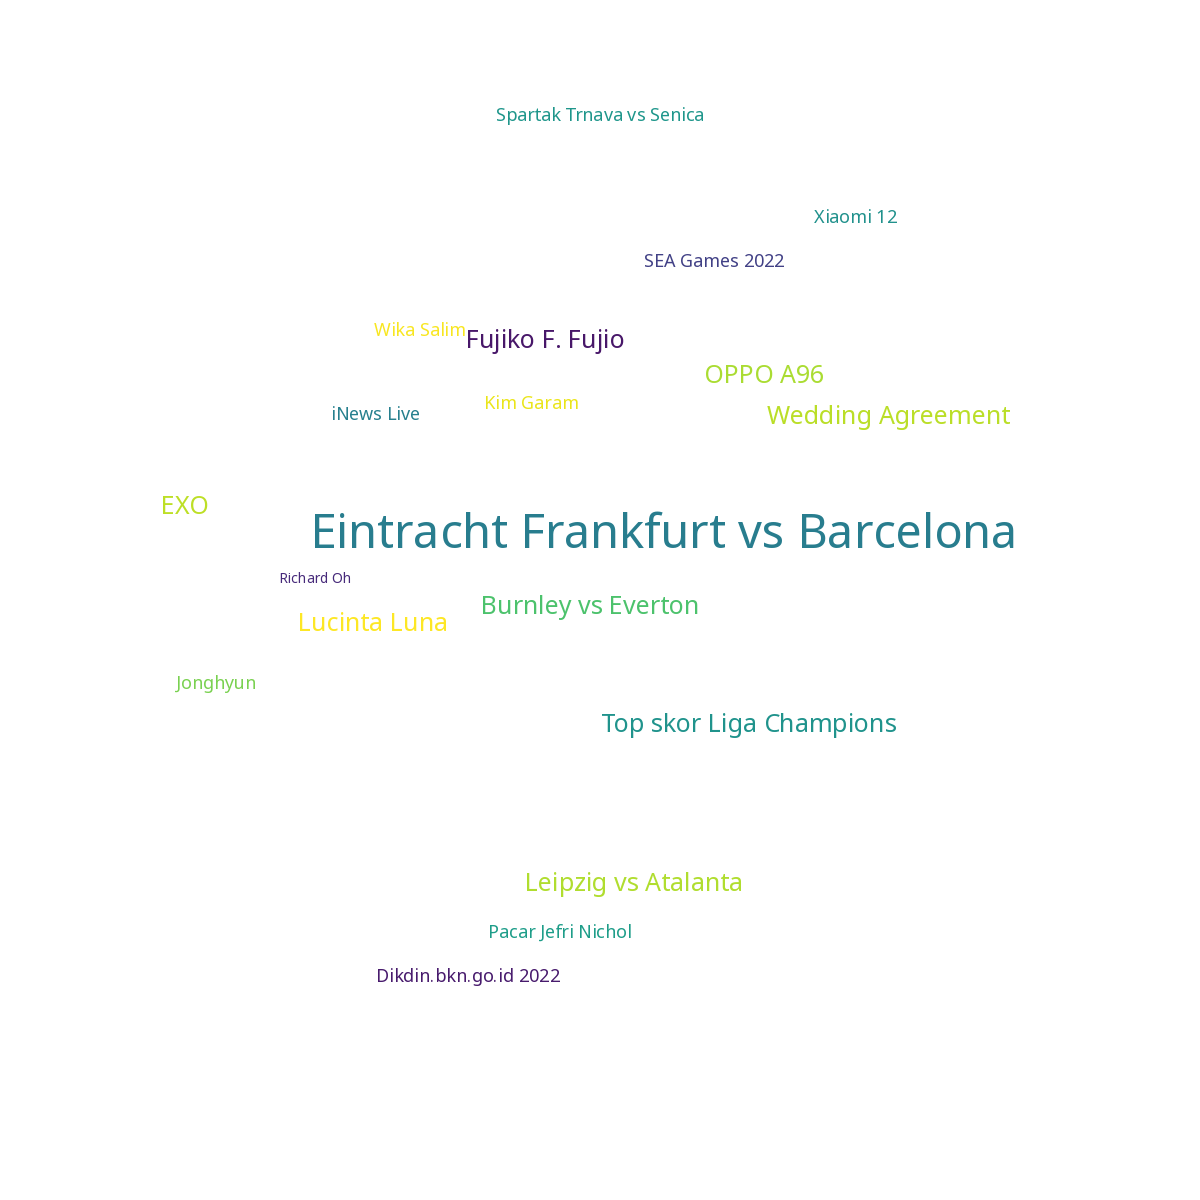 Spartak Trnava vs Senica
Xiaomi 12
SEA Games 2022
Wika Salim
Fujiko F. Fujio
OPPO A96
Kim Garam
iNews Live
Wedding Agreement
EXO
Eintracht Frankfurt vs Barcelona
Richard Oh
Burnley vs Everton
Lucinta Luna
Jonghyun
Top skor Liga Champions
Leipzig vs Atalanta
Pacar Jefri Nichol
Dikdin.bkn.go.id 2022